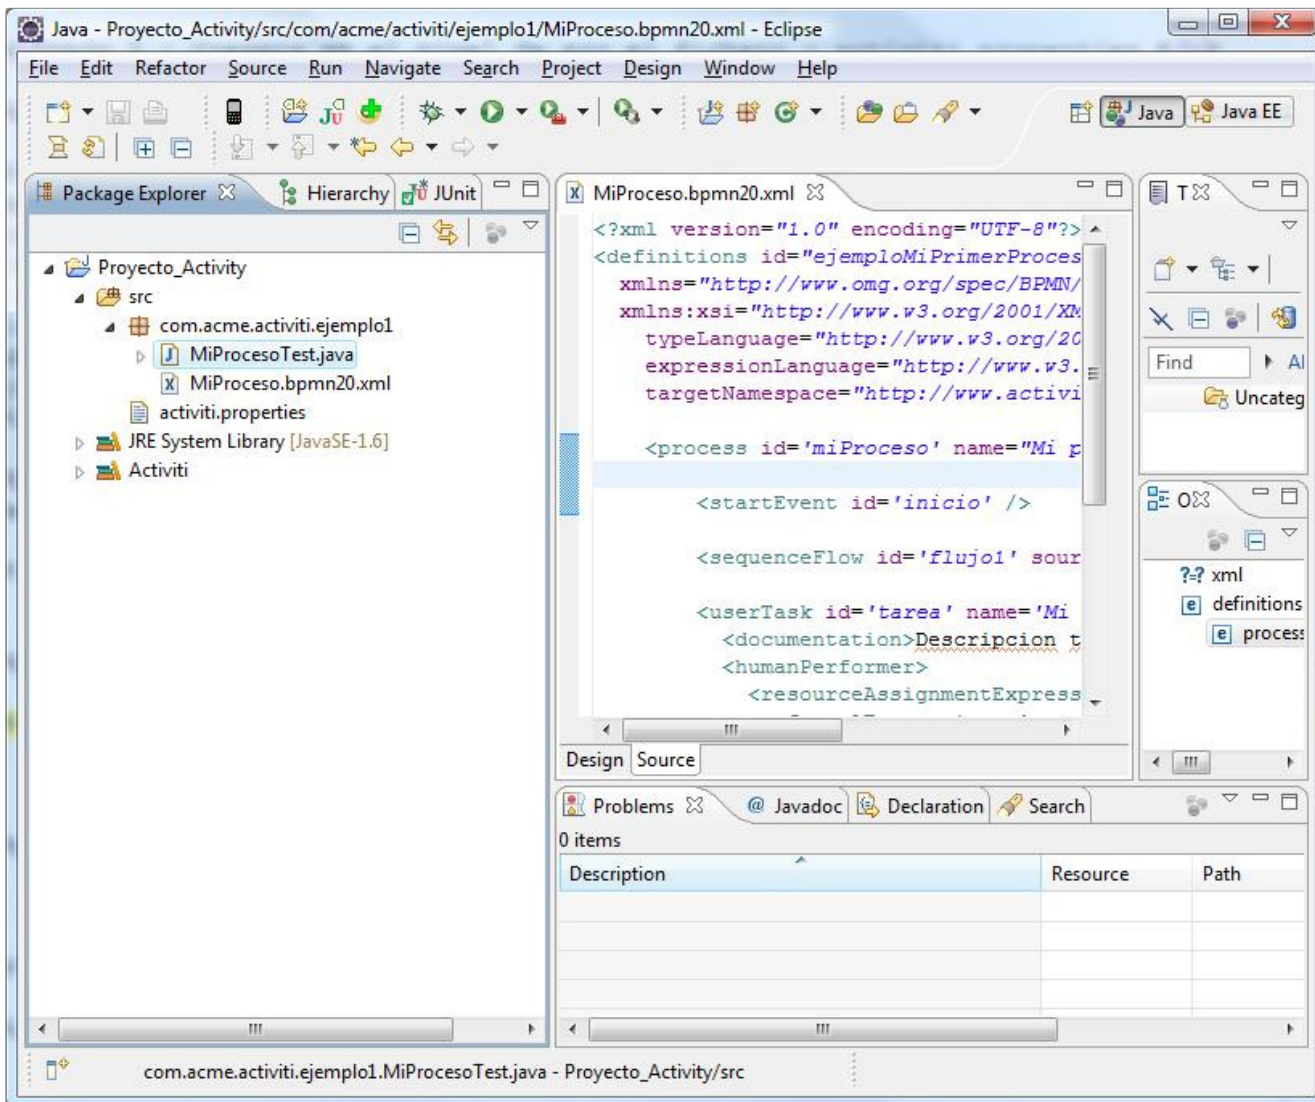 Java - Proyecto_Activity/src/com/acme/activiti/ejemplo1/MiProceso.bpmn20.xml - Eclipse
File Edit Refactor Source Run Navigate Search Project Design Window Help
Java Java EE
Package Explorer Hierarchy JUnit
Proyecto_Activity
src
com.acme.activiti.ejemplo1
MiProcesoTest.java
MiProceso.bpmn20.xml
activiti.properties
JRE System Library [JavaSE-1.6]
Activiti
MiProceso.bpmn20.xml
<?xml version="1.0" encoding="UTF-8"?>
<definitions id="ejemploMiPrimerProces
xmlns="http://www.omg.org/spec/BPMN/
xmlns:xsi="http://www.w3.org/2001/XM
typeLanguage="http://www.w3.org/20
expressionLanguage="http://www.w3.
targetNamespace="http://www.activi
<process id='miProceso' name="Mi p
<startEvent id='inicio' />
<sequenceFlow id='flujo1' sour
<userTask id='tarea' name='Mi
<documentation>Descripcion t
<humanPerformer>
<resourceAssignmentExpress
Design Source
T
Find Al
Uncateg
O
?=? xml
e definitions
e process
Problems @ Javadoc Declaration Search
0 items
Description Resource Path
com.acme.activiti.ejemplo1.MiProcesoTest.java - Proyecto_Activity/src